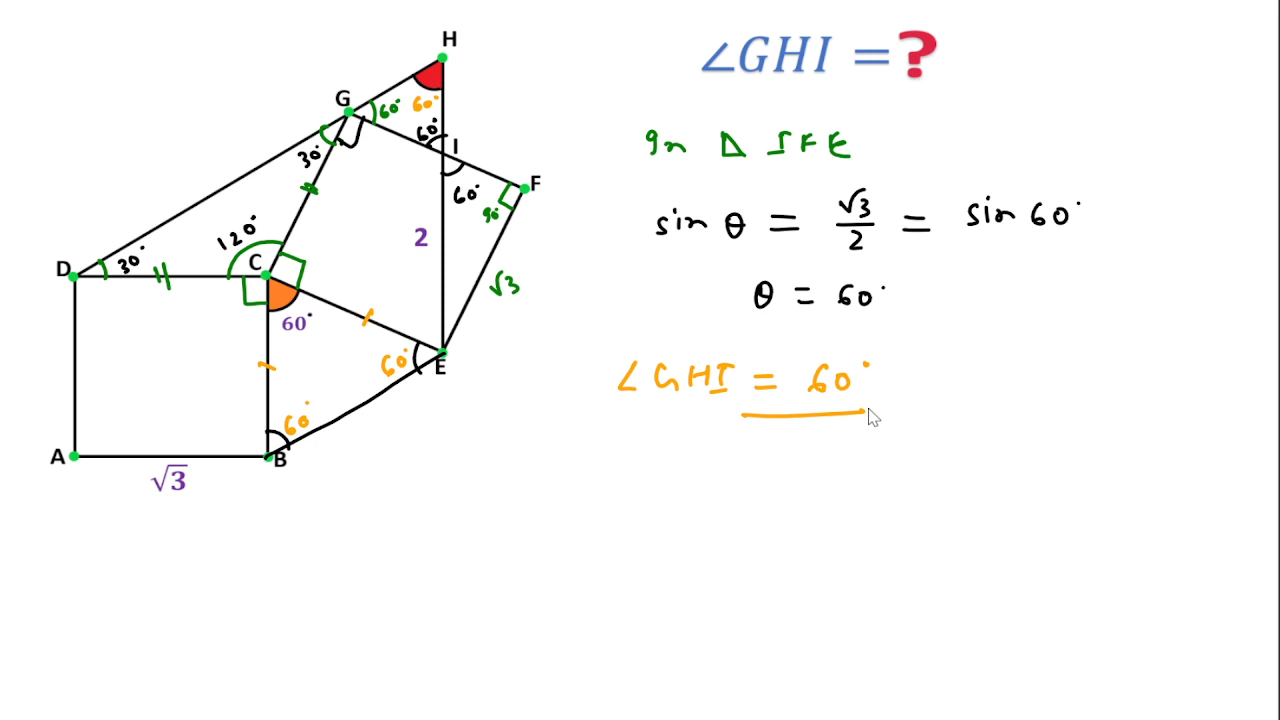 ∠GHI = ?
H
G
60°
60°
60°
I
30°
F
60°
90°
120°
2
D
30°
C
√3
60°
60°
E
60°
A
B
√3
In Δ IFE
sin θ = √3/2 = sin 60°
θ = 60°
∠GHI = 60°